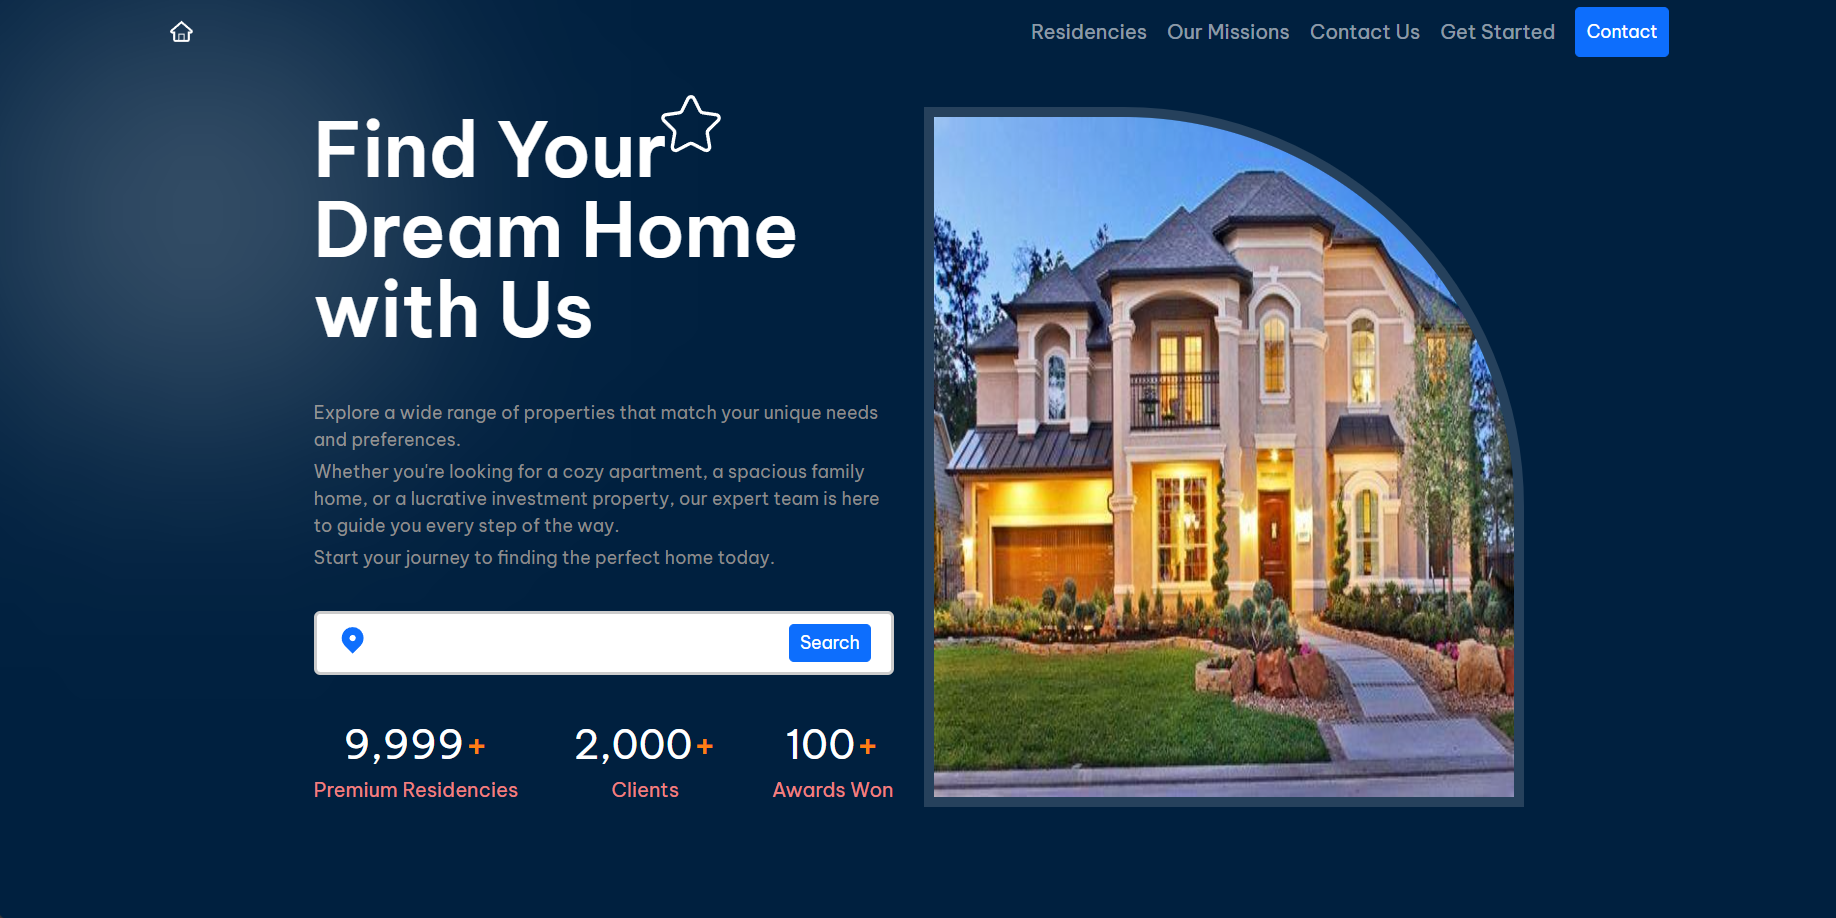 Residencies Our Missions Contact Us Get Started Contact
Find Your
Dream Home
with Us
Explore a wide range of properties that match your unique needs
and preferences.
Whether you're looking for a cozy apartment, a spacious family
home, or a lucrative investment property, our expert team is here
to guide you every step of the way.
Start your journey to finding the perfect home today.
Search
9,999+ 2,000+ 100+
Premium Residencies Clients Awards Won